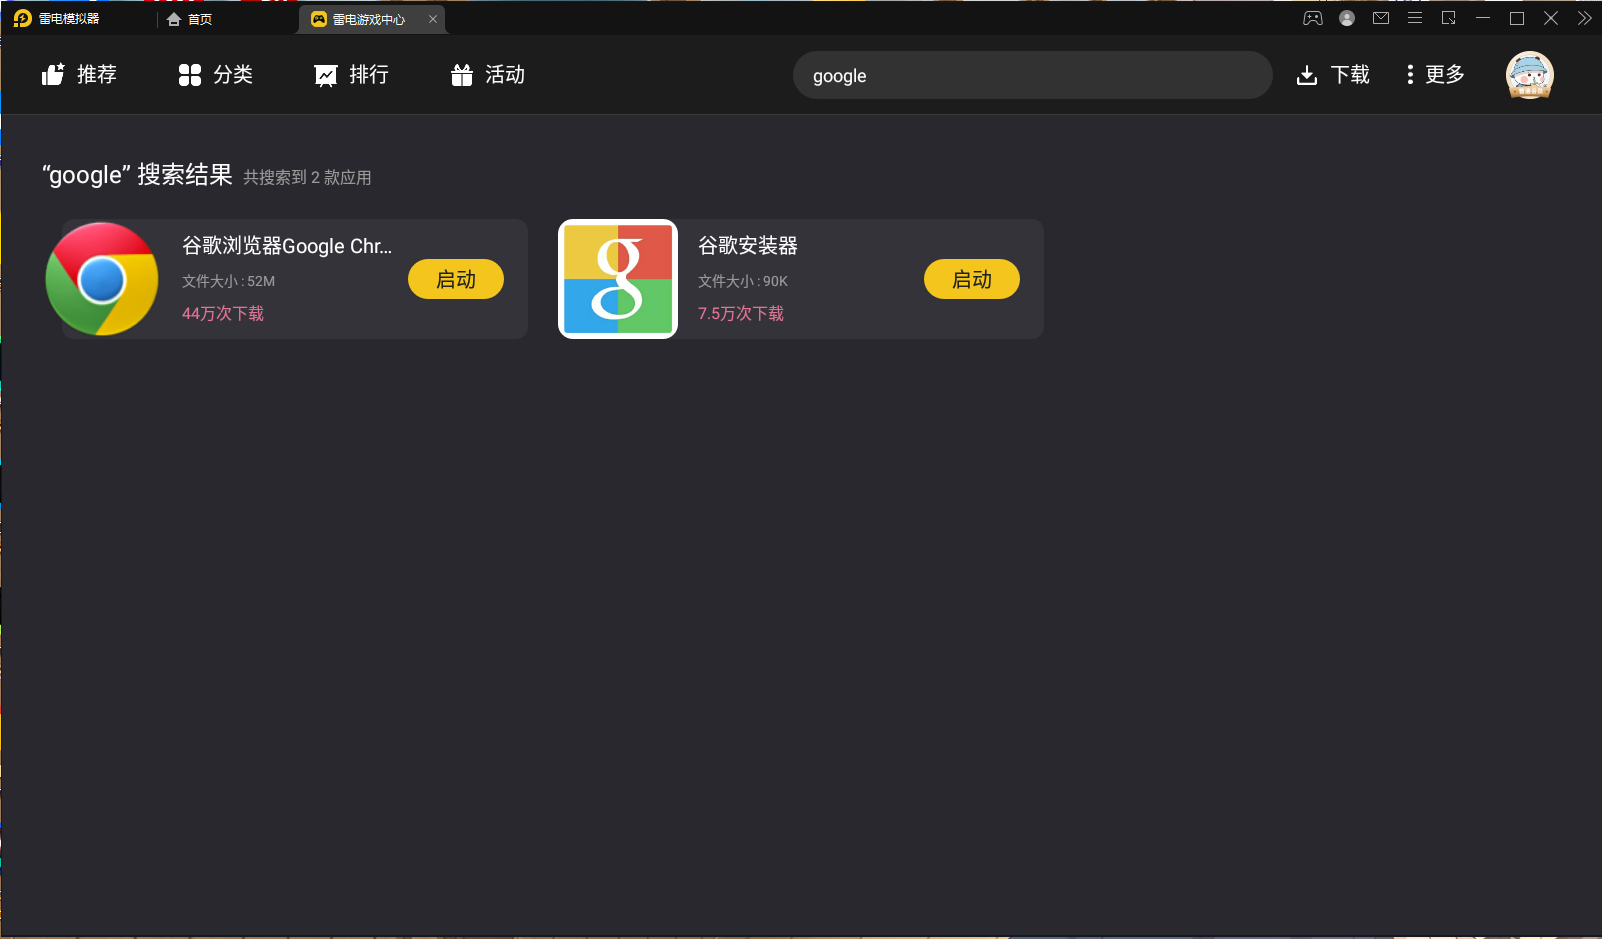 雷电模拟器
首页
雷电游戏中心
推荐
分类
排行
活动
google
下载
更多
“google” 搜索结果 共搜索到 2 款应用
谷歌浏览器Google Chr...
文件大小 : 52M
44万次下载
启动
谷歌安装器
文件大小 : 90K
7.5万次下载
启动